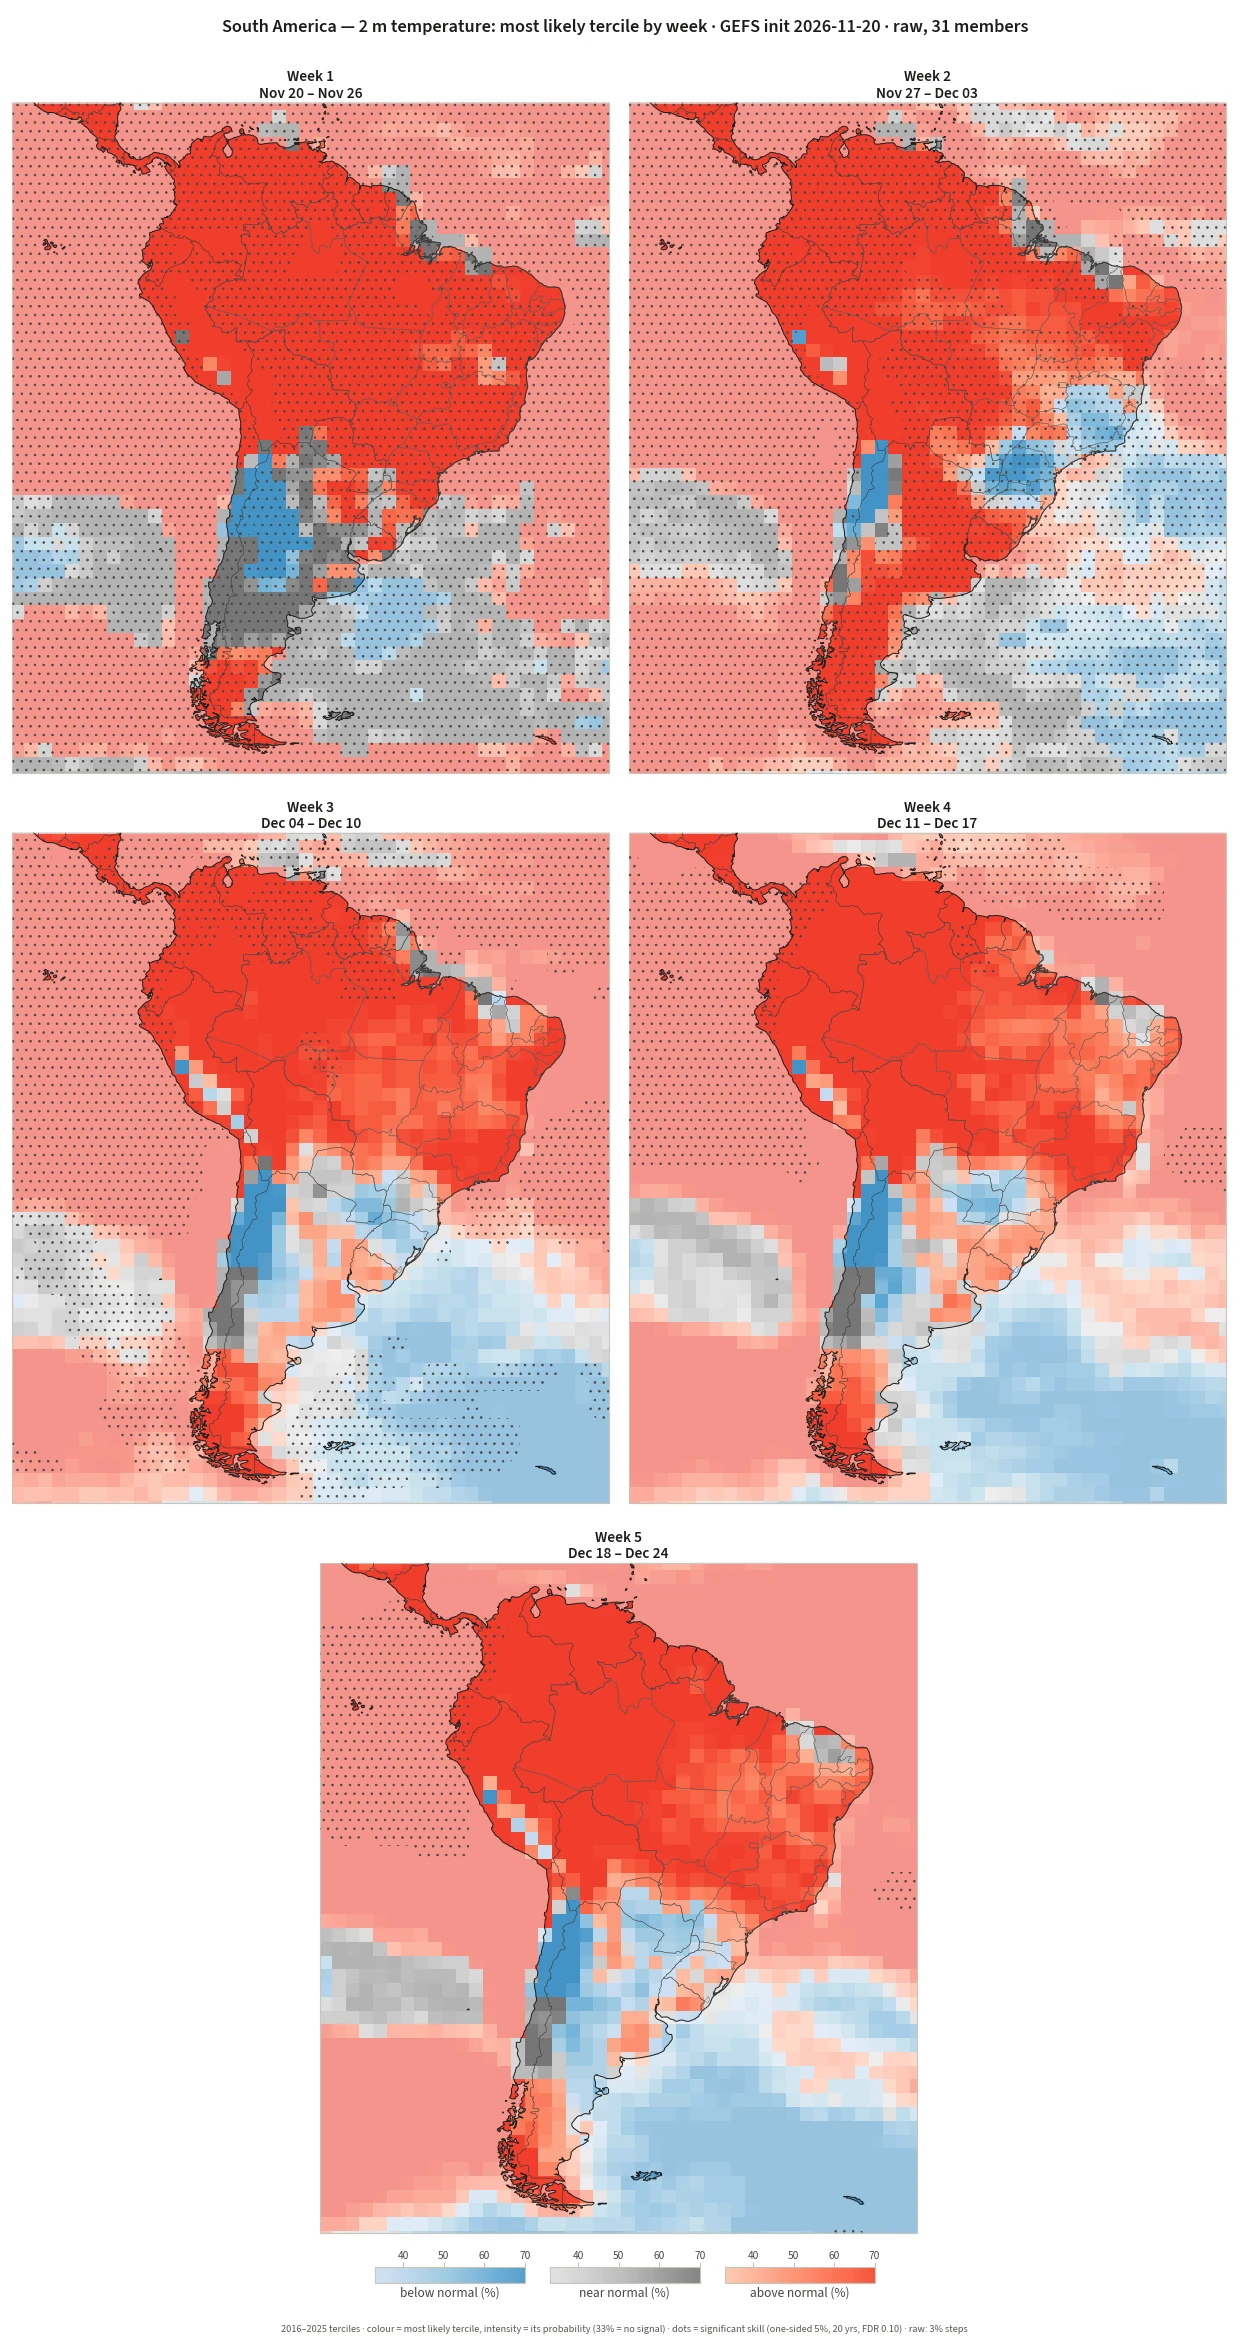 South America — 2 m temperature: most likely tercile by week · GEFS init 2026-11-20 · raw, 31 members
Week 1
Nov 20 – Nov 26
Week 2
Nov 27 – Dec 03
Week 3
Dec 04 – Dec 10
Week 4
Dec 11 – Dec 17
Week 5
Dec 18 – Dec 24
40 50 60 70
below normal (%)
40 50 60 70
near normal (%)
40 50 60 70
above normal (%)
2016–2025 terciles · colour = most likely tercile, intensity = its probability (33% = no signal) · dots = significant skill (one-sided 5%, 20 yrs, FDR 0.10) · raw: 3% steps